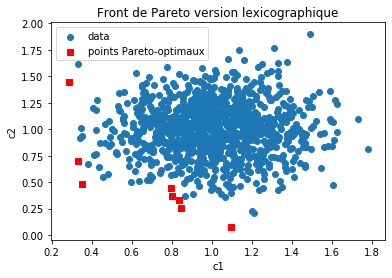 Front de Pareto version lexicographique
data
points Pareto-optimaux
2.00
1.75
1.50
1.25
1.00
0.75
0.50
0.25
0.00
c2
0.2 0.4 0.6 0.8 1.0 1.2 1.4 1.6 1.8
c1